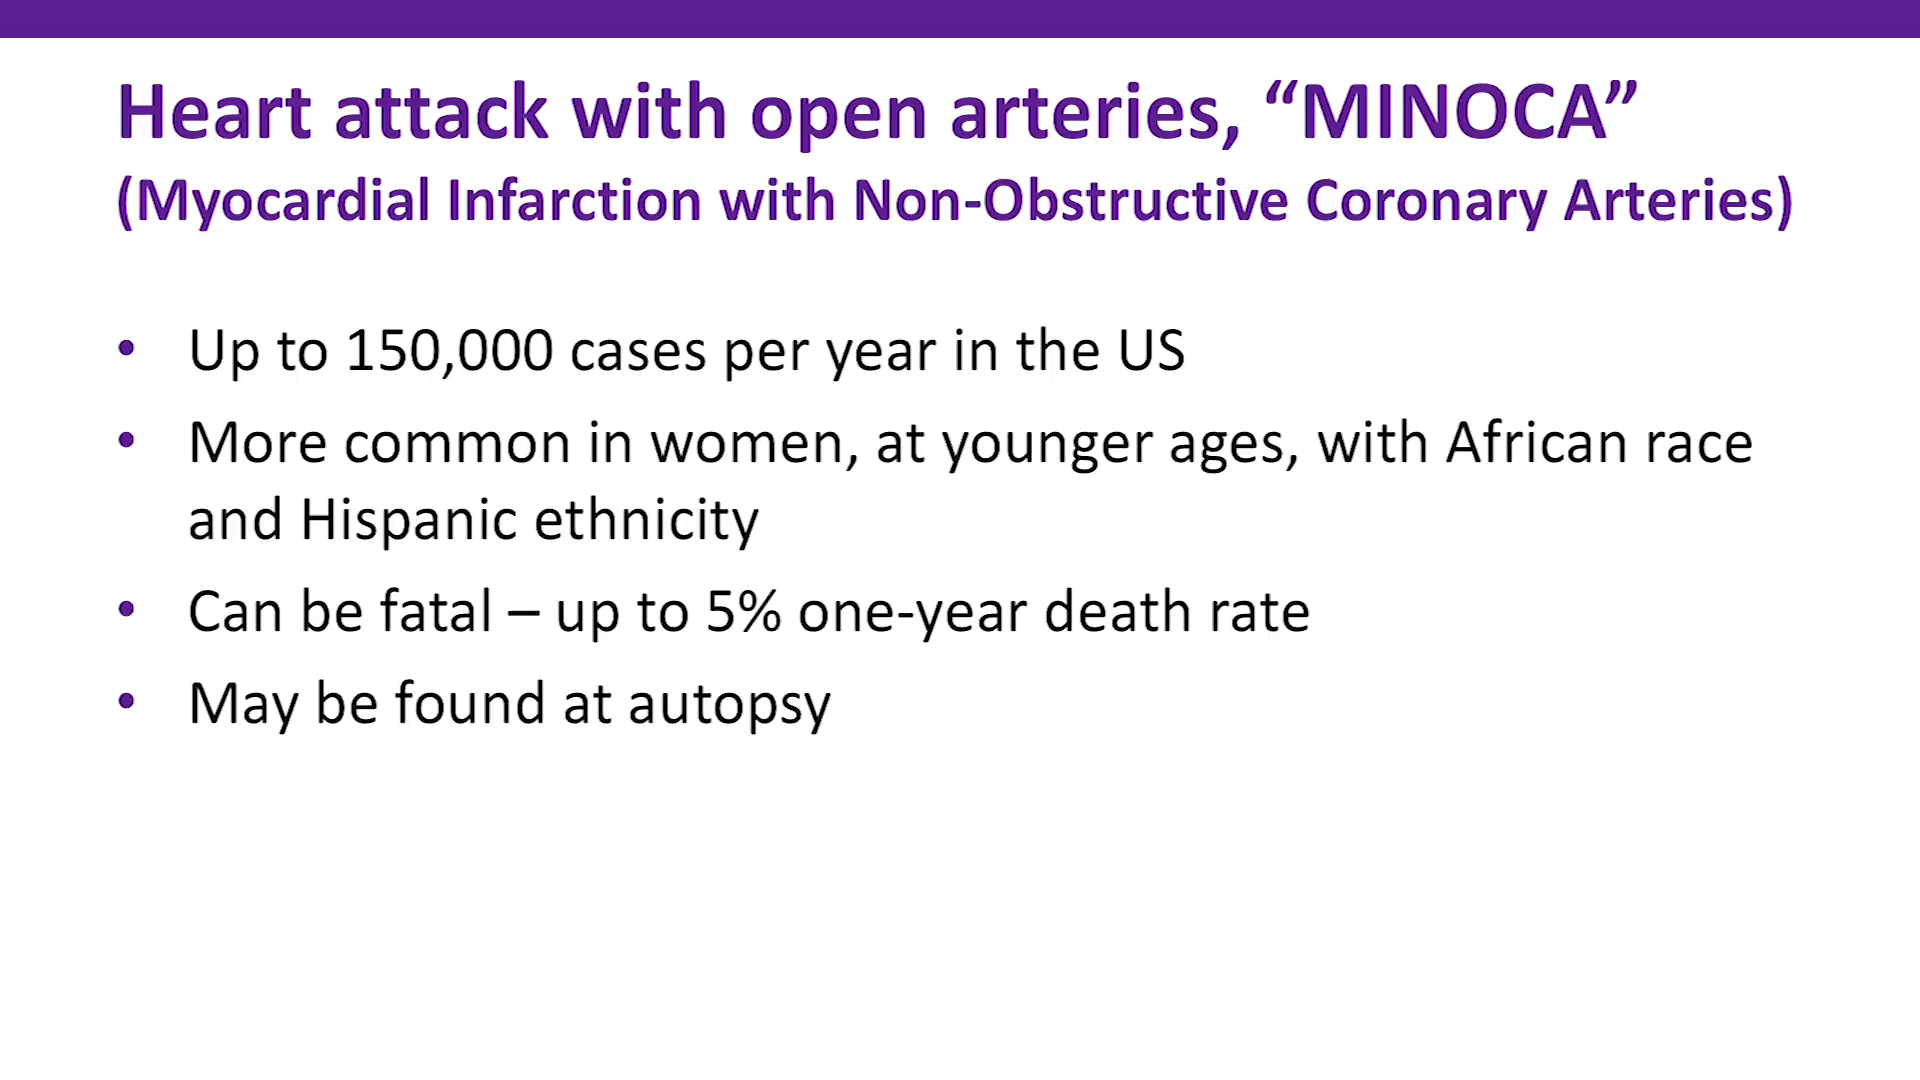 Heart attack with open arteries, “MINOCA”
(Myocardial Infarction with Non-Obstructive Coronary Arteries)
• Up to 150,000 cases per year in the US
• More common in women, at younger ages, with African race
and Hispanic ethnicity
• Can be fatal – up to 5% one-year death rate
• May be found at autopsy